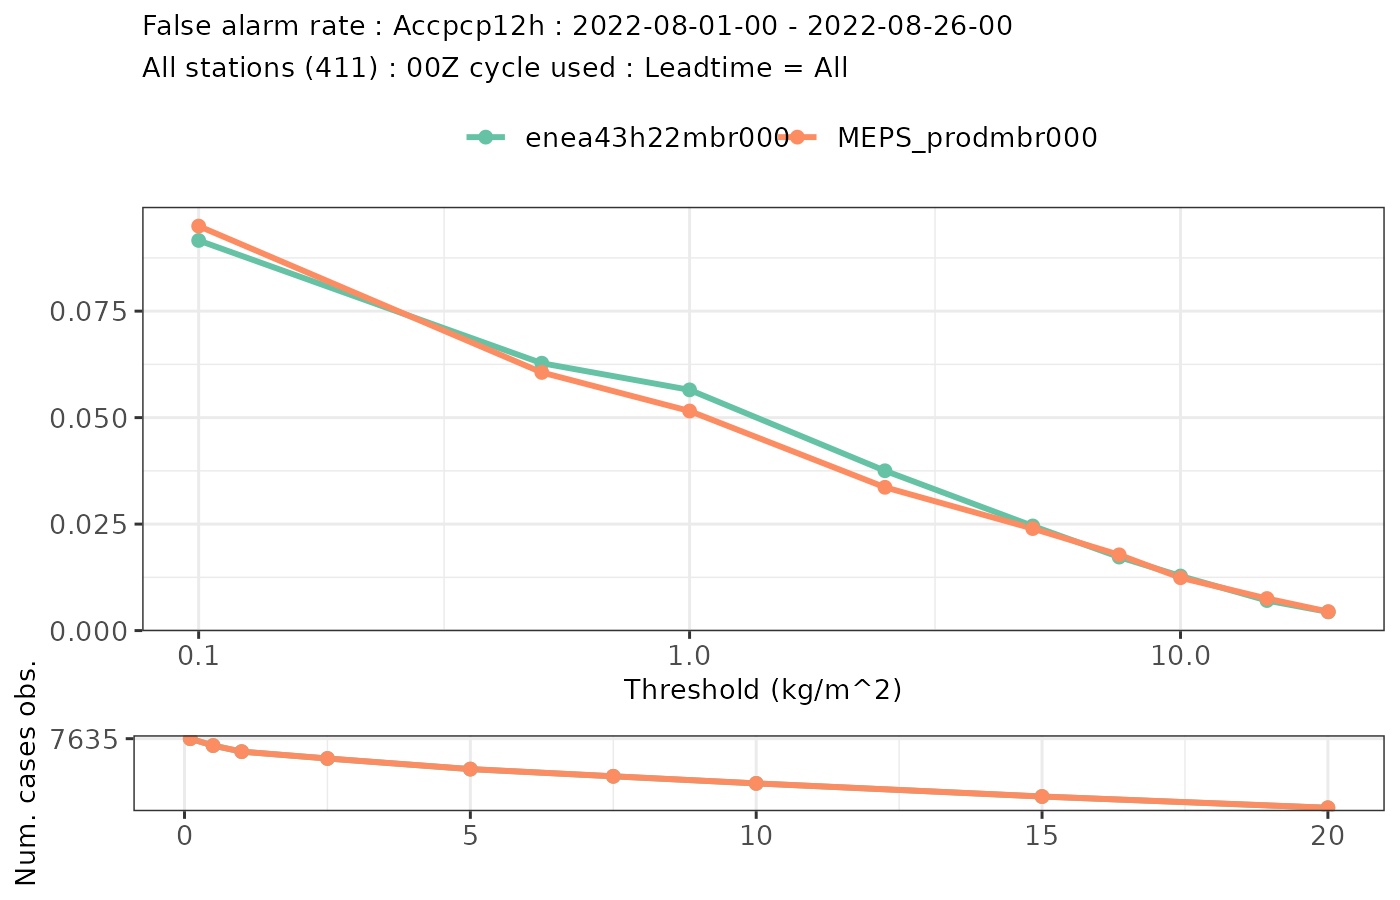 False alarm rate : Accpcp12h : 2022-08-01-00 - 2022-08-26-00
All stations (411) : 00Z cycle used : Leadtime = All
enea43h22mbr000 MEPS_prodmbr000
0.075
0.050
0.025
0.000
0.1 1.0 10.0
Threshold (kg/m^2)
Num. cases obs.
7635
0 5 10 15 20